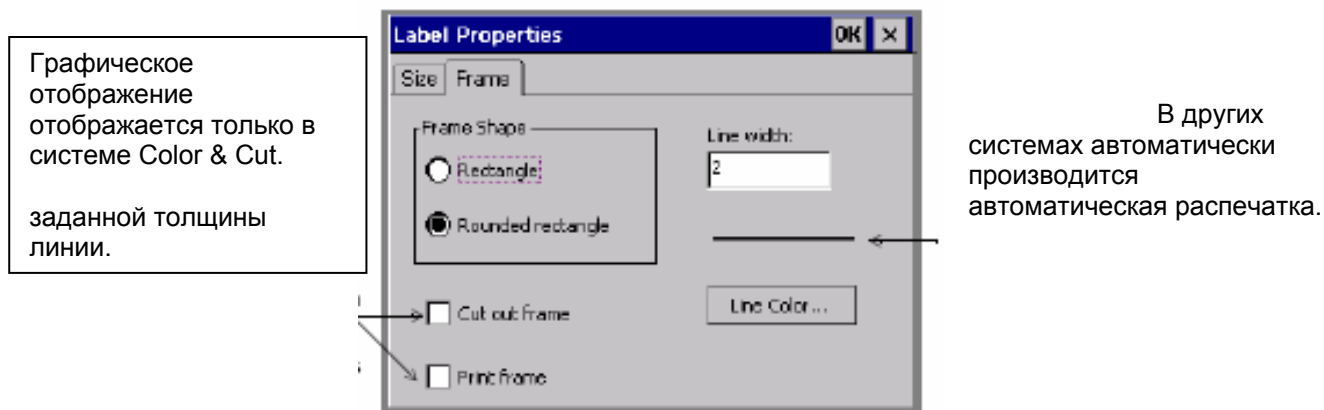 Графическое
отображение
отображается только в
системе Color & Cut.
заданной толщины
линии.
Label Properties
OK
Size
Frame
Frame Shape
Rectangle
Rounded rectangle
Line width:
2
Line Color...
Cut out frame
Print frame
В других
системах автоматически
производится
автоматическая распечатка.